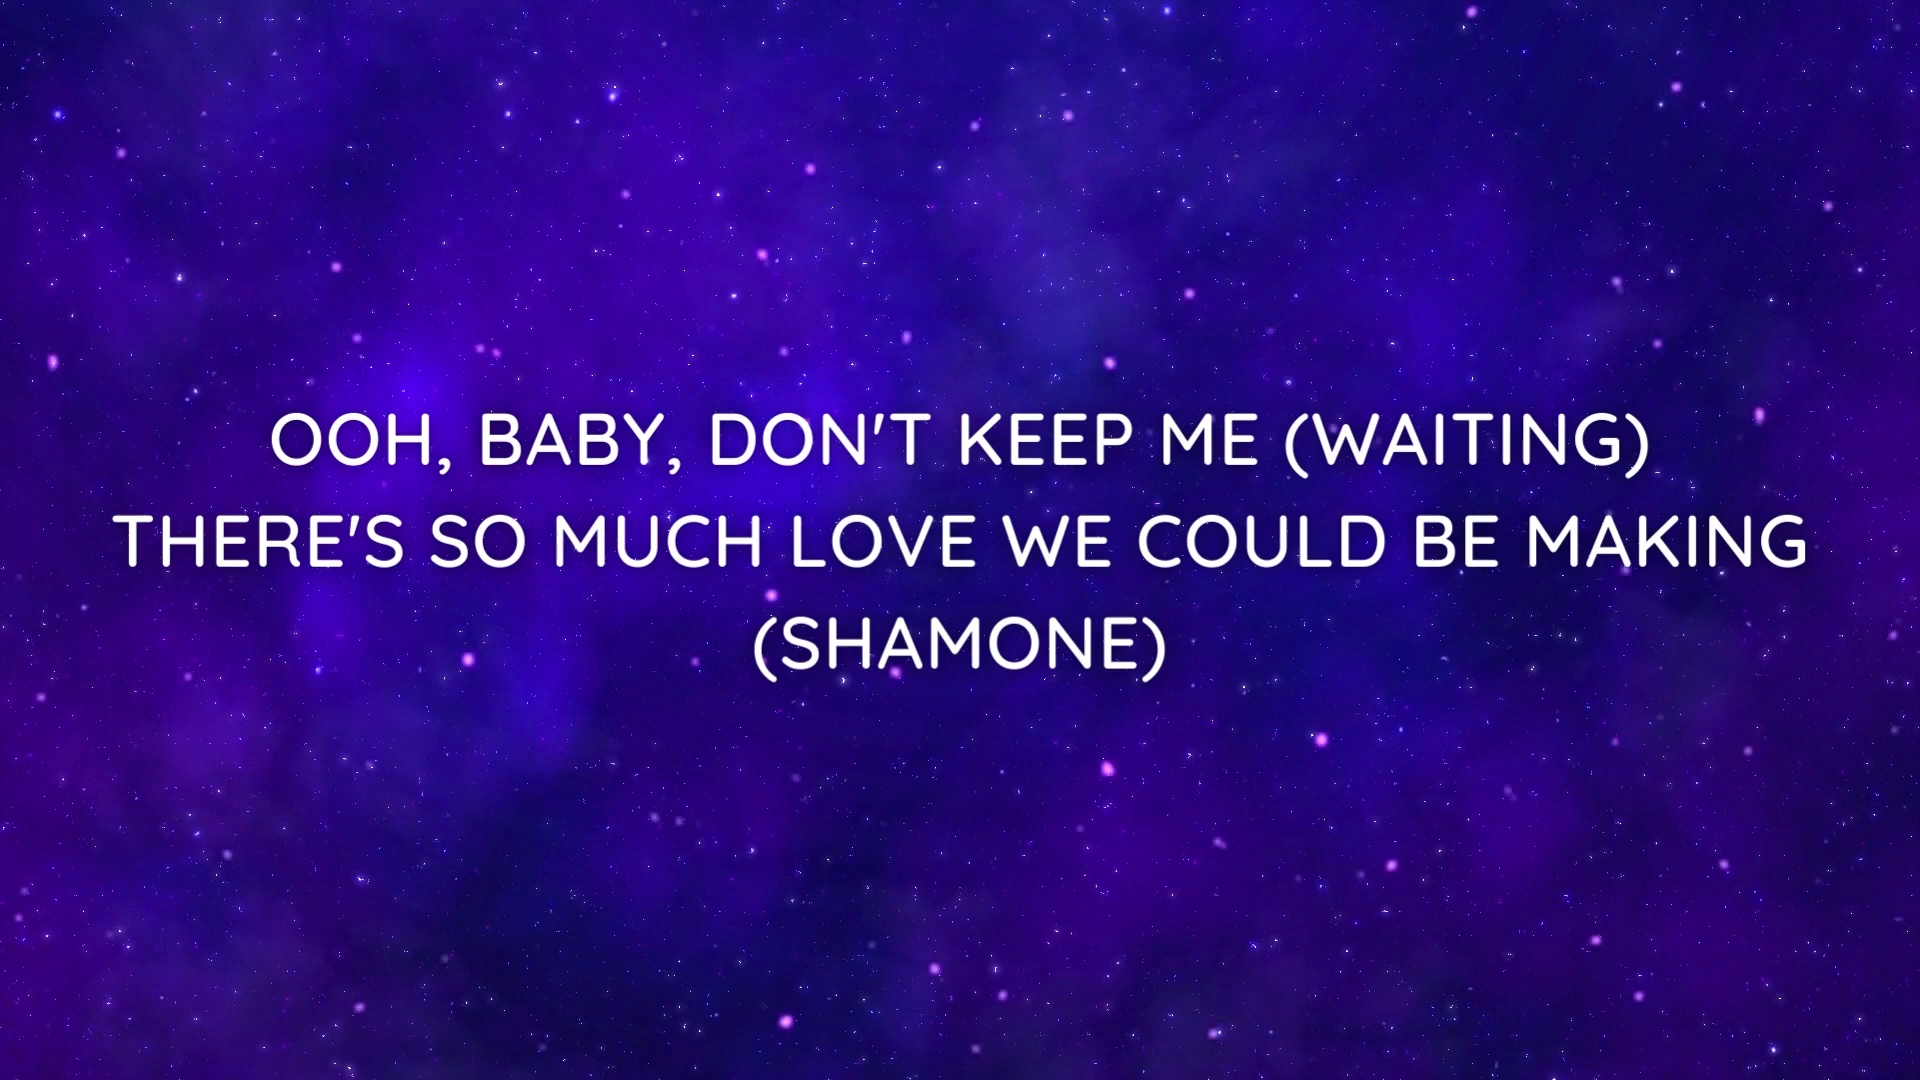 OOH, BABY, DON'T KEEP ME (WAITING)
THERE'S SO MUCH LOVE WE COULD BE MAKING
(SHAMONE)